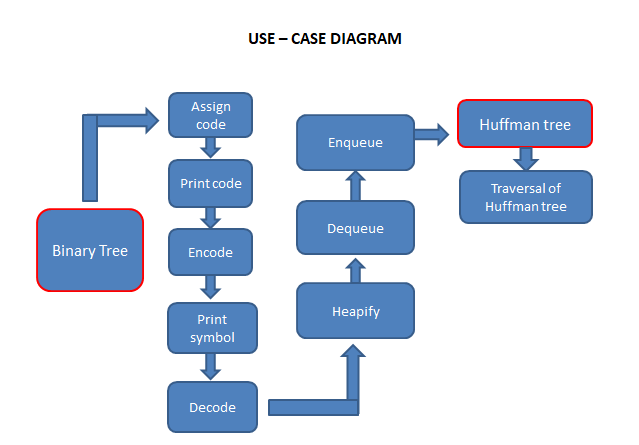 USE – CASE DIAGRAM
Binary Tree
Assign
code
Print code
Encode
Print
symbol
Decode
Heapify
Dequeue
Enqueue
Huffman tree
Traversal of
Huffman tree